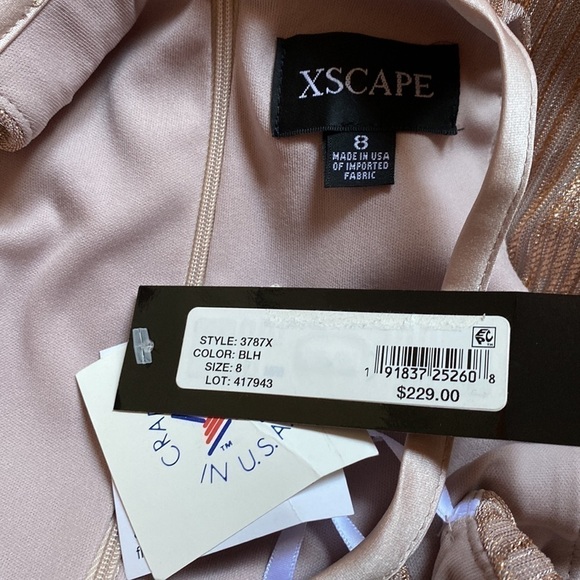 XSCAPE
8
MADE IN USA
OF IMPORTED
FABRIC
STYLE: 3787X
COLOR: BLH
SIZE: 8
LOT: 417943
1 91837 25260 8
$229.00
™
IN U.S.A